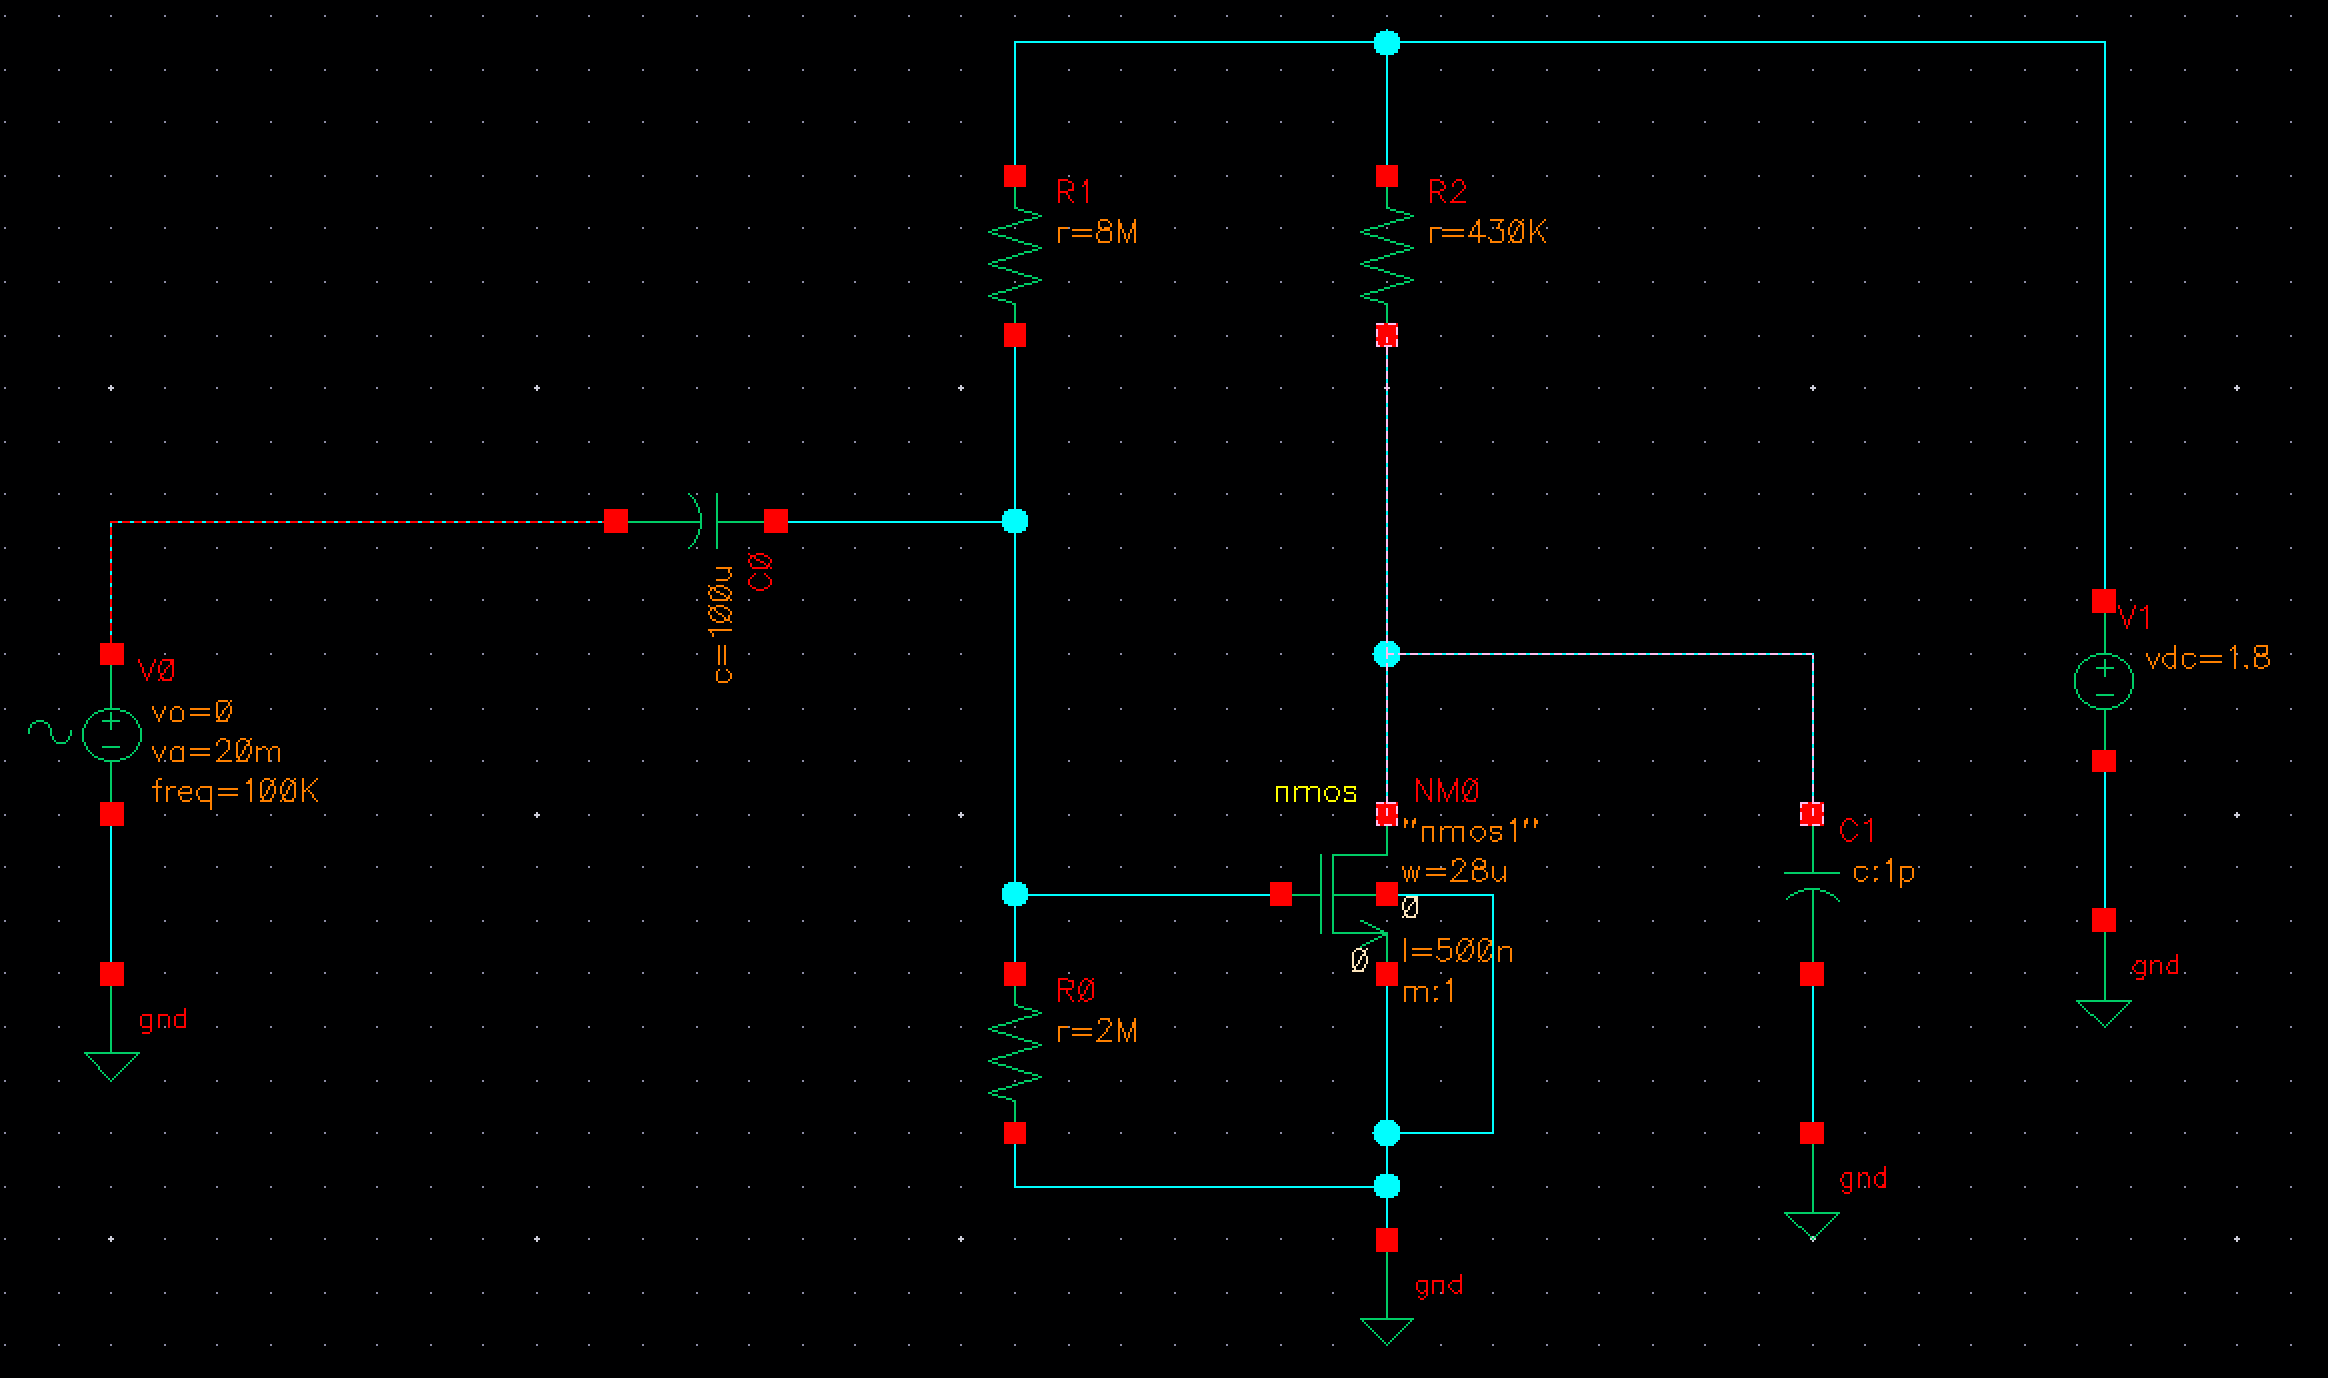 R1
r=8M
R2
r=430K
C0
c=100u
V0
vo=0
va=20m
freq=100K
gnd
V1
vdc=1.8
gnd
nmos
NM0
"nmos1"
w=28u
0
l=500n
0
m:1
C1
c:1p
gnd
R0
r=2M
gnd